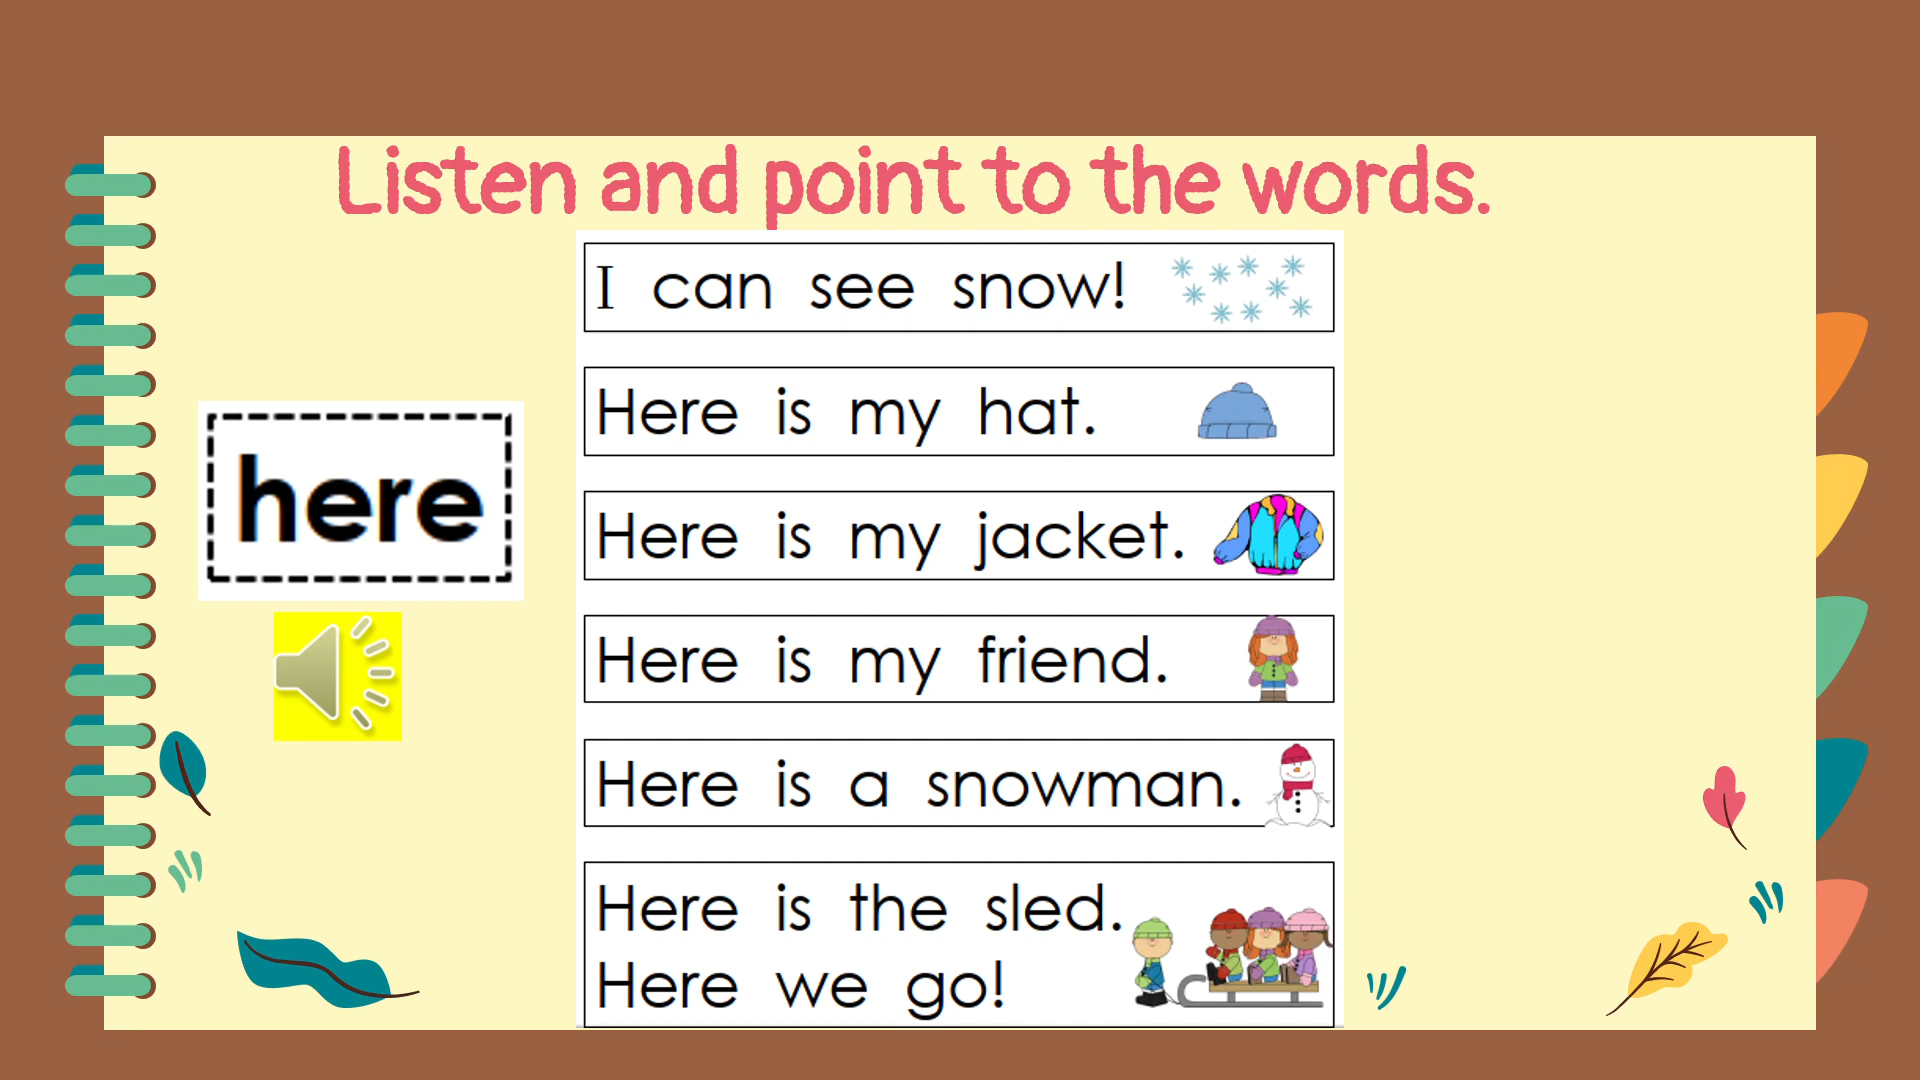 Listen and point to the words.
here
I can see snow!
Here is my hat.
Here is my jacket.
Here is my friend.
Here is a snowman.
Here is the sled.
Here we go!